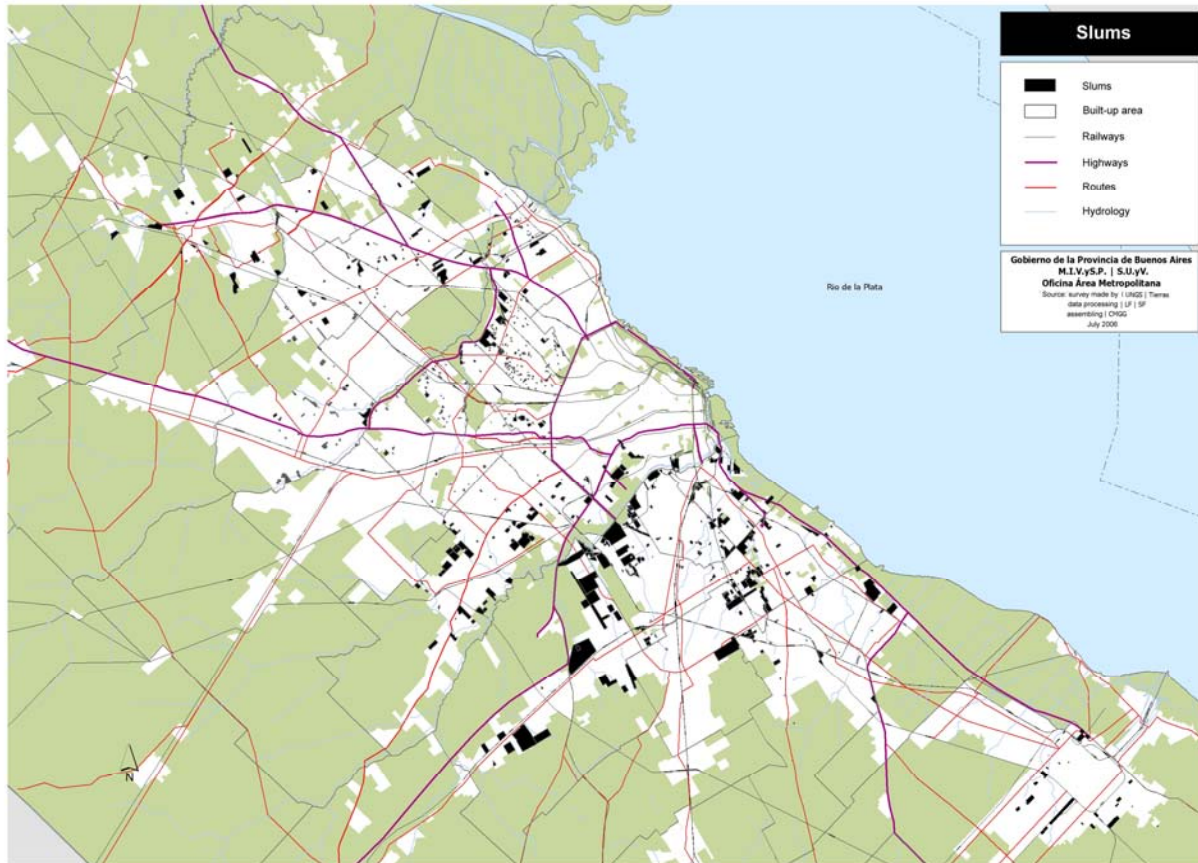 Slums
Slums
Built-up area
Railways
Highways
Routes
Hydrology
Gobierno de la Provincia de Buenos Aires
M.I.V.yS.P. | S.U.yV.
Oficina Área Metropolitana
Source: survey made by | UNGS | Tierras
data processing | LF | SF
assembling | CMGG
July 2006
Rio de la Plata
N